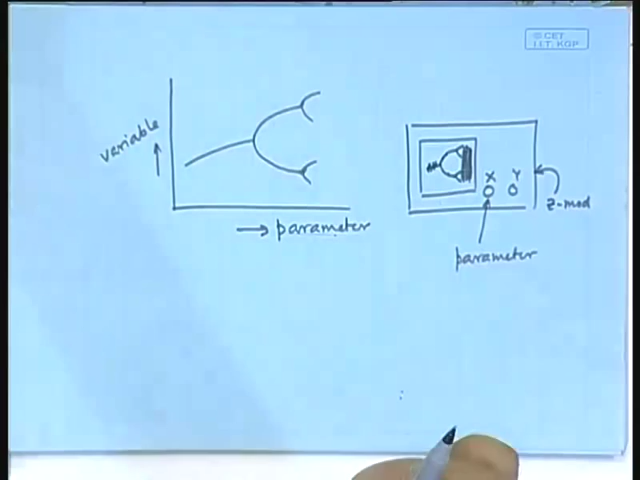 © CET
I.I.T. KGP
variable
parameter
X Y
Z-mod
parameter